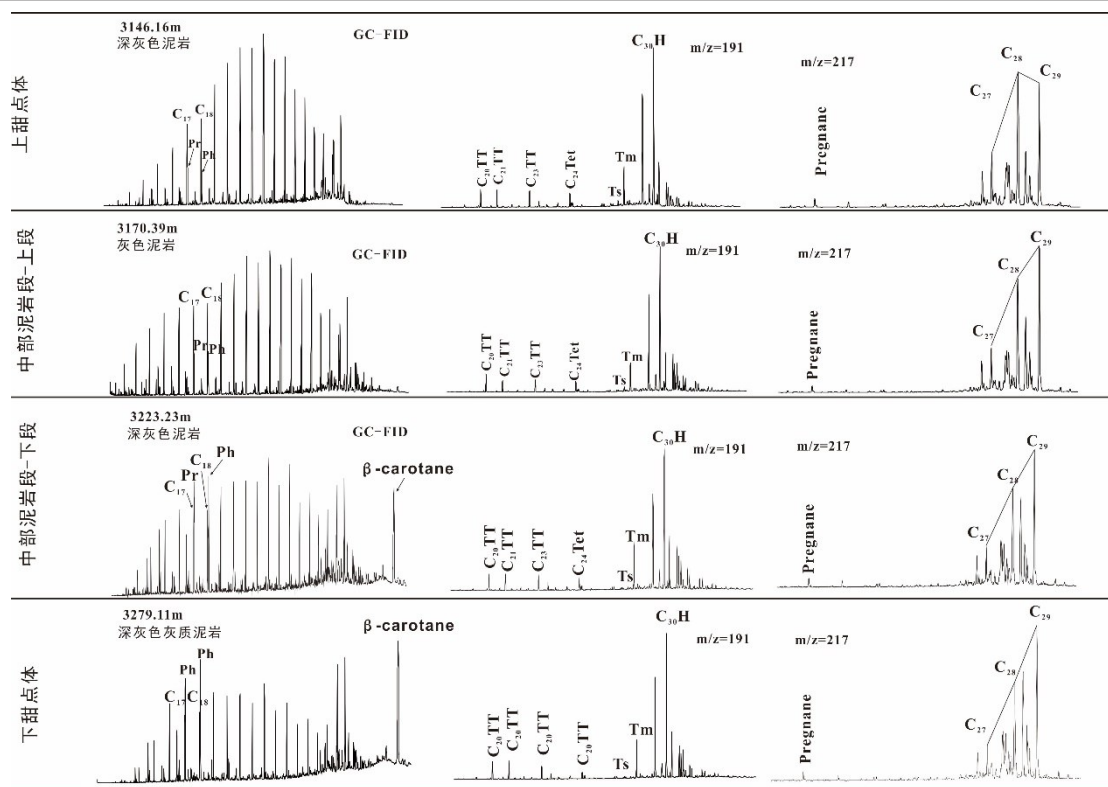 上甜点体
3146.16m
深灰色泥岩
GC-FID
C₁₇
C₁₈
Pr
Ph
C₂₀TT
C₂₁TT
C₂₃TT
C₂₄Tet
Ts
Tm
C₃₀H
m/z=191
m/z=217
Pregnanc
C₂₇
C₂₈
C₂₉
中部泥岩段-上段
3170.39m
灰色泥岩
GC-FID
C₁₇
C₁₈
Pr
Ph
C₂₀TT
C₂₁TT
C₂₃TT
C₂₄Tet
Ts
Tm
C₃₀H
m/z=191
m/z=217
Pregnane
C₂₇
C₂₈
C₂₉
中部泥岩段-下段
3223.23m
深灰色泥岩
GC-FID
C₁₇
Pr
C₁₈
Ph
β-carotane
C₂₀TT
C₂₁TT
C₂₃TT
C₂₄Tet
Ts
Tm
C₃₀H
m/z=191
m/z=217
Pregnane
C₂₇
C₂₈
C₂₉
下甜点体
3279.11m
深灰色灰质泥岩
C₁₇
Ph
C₁₈
Ph
β-carotane
C₂₀TT
C₂₀TT
C₂₀TT
C₂₀TT
Ts
Tm
C₃₀H
m/z=191
m/z=217
Pregnane
C₂₇
C₂₈
C₂₉